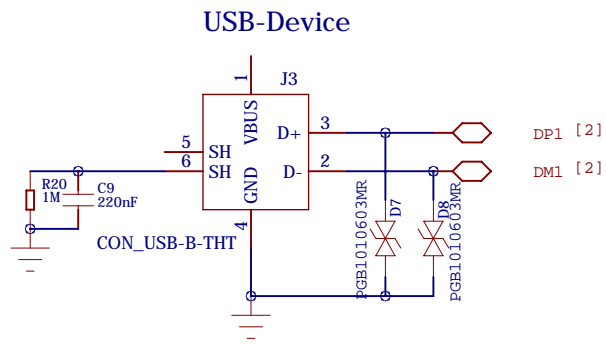 USB-Device
J3
1
VBUS
D+
3
DP1 [2]
5
SH
6
SH
D-
2
DM1 [2]
GND
4
R20
1M
C9
220nF
CON_USB-B-THT
D7
PGB1010603MR
D8
PGB1010603MR